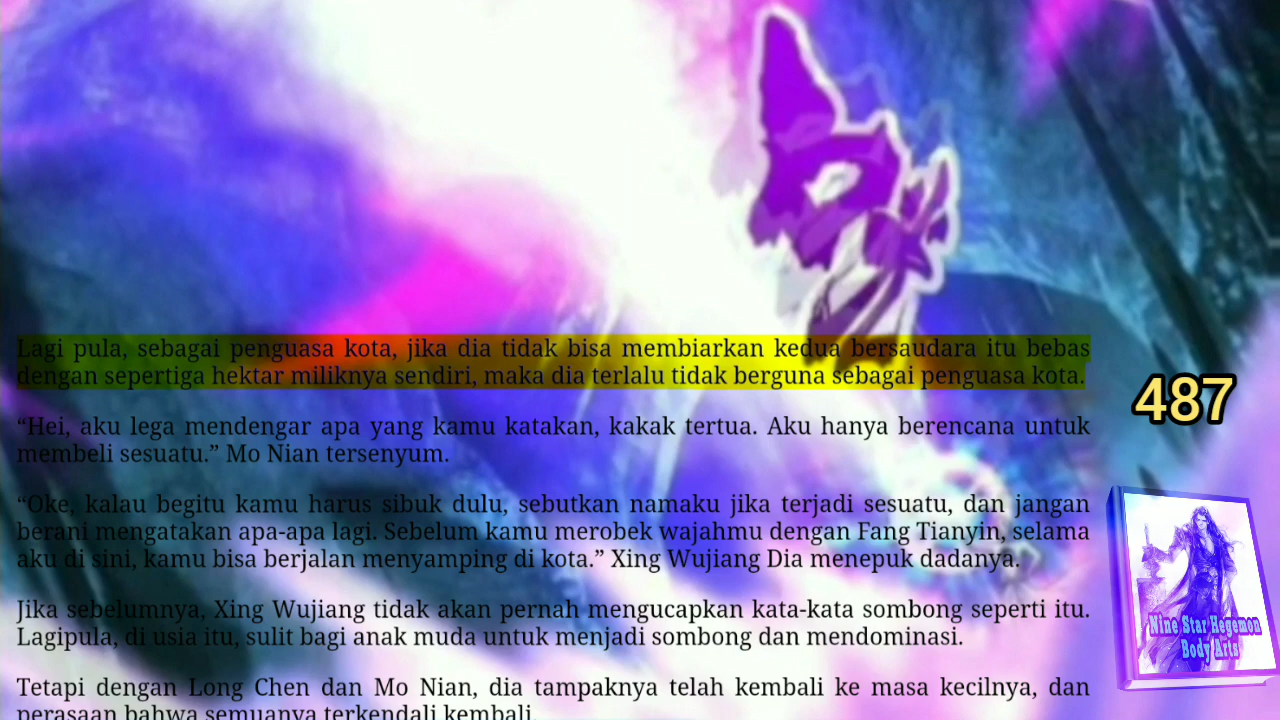 Lagi pula, sebagai penguasa kota, jika dia tidak bisa membiarkan kedua bersaudara itu bebas
dengan sepertiga hektar miliknya sendiri, maka dia terlalu tidak berguna sebagai penguasa kota.
“Hei, aku lega mendengar apa yang kamu katakan, kakak tertua. Aku hanya berencana untuk
membeli sesuatu.” Mo Nian tersenyum.
“Oke, kalau begitu kamu harus sibuk dulu, sebutkan namaku jika terjadi sesuatu, dan jangan
berani mengatakan apa-apa lagi. Sebelum kamu merobek wajahmu dengan Fang Tianyin, selama
aku di sini, kamu bisa berjalan menyamping di kota.” Xing Wujiang Dia menepuk dadanya.
Jika sebelumnya, Xing Wujiang tidak akan pernah mengucapkan kata-kata sombong seperti itu.
Lagipula, di usia itu, sulit bagi anak muda untuk menjadi sombong dan mendominasi.
Tetapi dengan Long Chen dan Mo Nian, dia tampaknya telah kembali ke masa kecilnya, dan
perasaan bahwa semuanya terkendali kembali.
487
Nine Star Hegemon
Body Arts